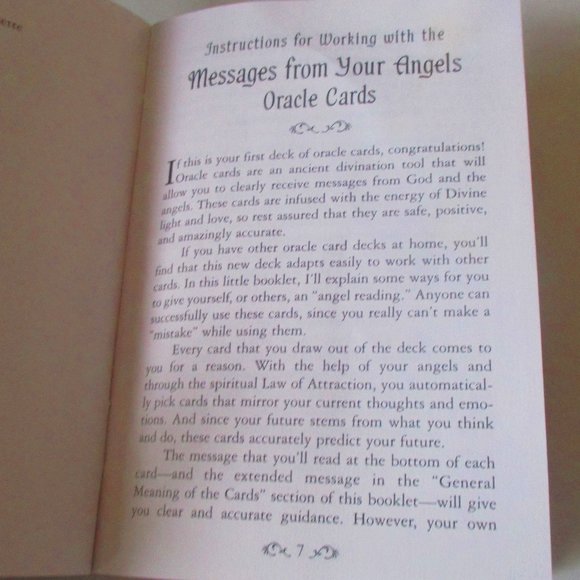 ette
Instructions for Working with the
Messages from Your Angels
Oracle Cards
If this is your first deck of oracle cards, congratulations!
Oracle cards are an ancient divination tool that will
allow you to clearly receive messages from God and the
angels. These cards are infused with the energy of Divine
light and love, so rest assured that they are safe, positive,
and amazingly accurate.
If you have other oracle card decks at home, you'll
find that this new deck adapts easily to work with other
cards. In this little booklet, I'll explain some ways for you
to give yourself, or others, an "angel reading." Anyone can
successfully use these cards, since you really can't make a
"mistake" while using them.
Every card that you draw out of the deck comes to
you for a reason. With the help of your angels and
through the spiritual Law of Attraction, you automatical-
ly pick cards that mirror your current thoughts and emo-
tions. And since your future stems from what you think
and do, these cards accurately predict your future.
The message that you'll read at the bottom of each
card—and the extended message in the "General
Meaning of the Cards" section of this booklet—will give
you clear and accurate guidance. However, your own
7